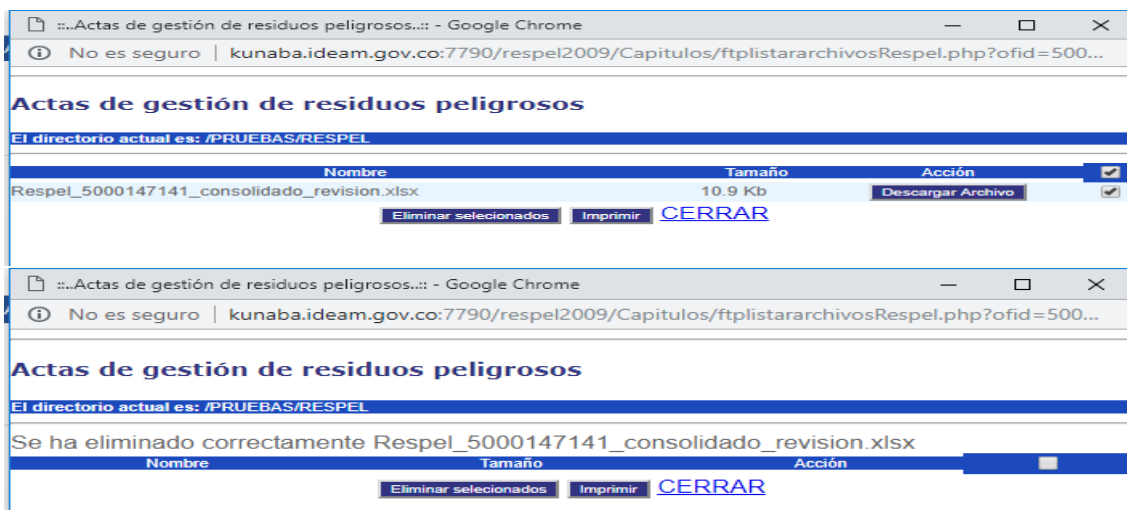 ::..Actas de gestión de residuos peligrosos..:: - Google Chrome
No es seguro | kunaba.ideam.gov.co:7790/respel2009/Capitulos/ftplistararchivosRespel.php?ofid=500...
Actas de gestión de residuos peligrosos
El directorio actual es: /PRUEBAS/RESPEL
Nombre Tamaño Acción
Respel_5000147141_consolidado_revision.xlsx 10.9 Kb Descargar Archivo
Eliminar selecionados Imprimir CERRAR
::..Actas de gestión de residuos peligrosos..:: - Google Chrome
No es seguro | kunaba.ideam.gov.co:7790/respel2009/Capitulos/ftplistararchivosRespel.php?ofid=500...
Actas de gestión de residuos peligrosos
El directorio actual es: /PRUEBAS/RESPEL
Se ha eliminado correctamente Respel_5000147141_consolidado_revision.xlsx
Nombre Tamaño Acción
Eliminar selecionados Imprimir CERRAR